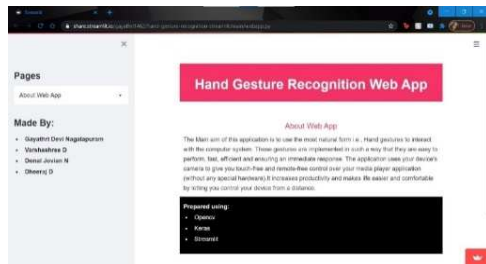 Streamlit
Pages
About Web App
Made By:
Gayathri Devi Nagalapuram
Varshashree D
Denal Jovian N
Dheeraj D
Hand Gesture Recognition Web App
About Web App
The Main aim of this application is to use the most natural form i.e., Hand gestures to interact
with the computer system. These gestures are implemented in such a way that they are easy to
perform, fast, efficient and ensuring an immediate response. The application uses your device's
camera to give you touch-free and remote-free control over your media player application
(without any special hardware).It increases productivity and makes life easier and comfortable
by letting you control your device from a distance.
Prepared using:
Opencv
Keras
Streamlit